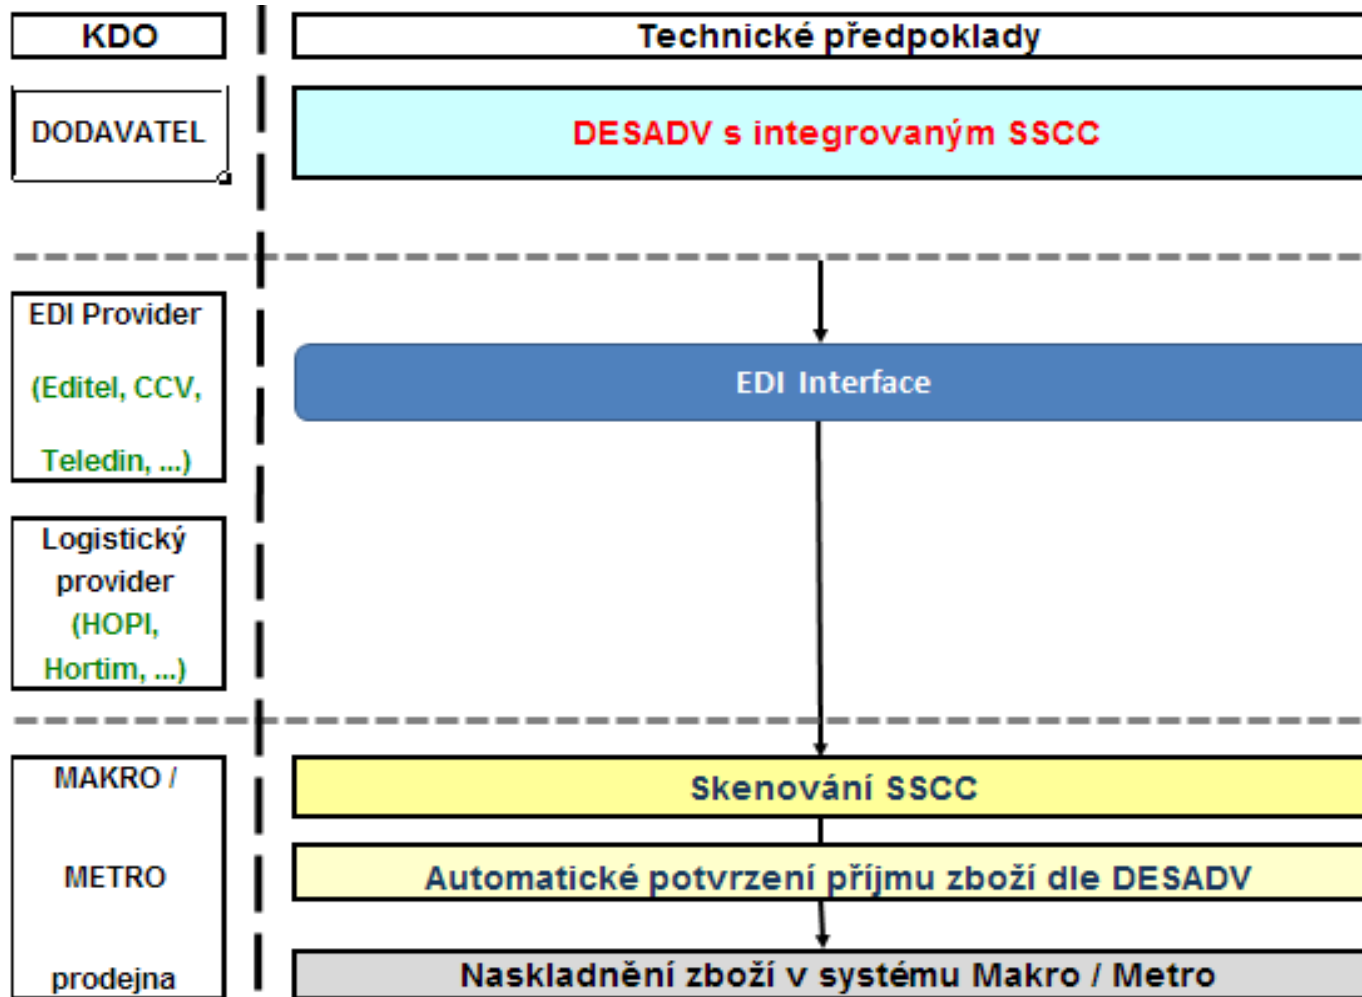 KDO
Technické předpoklady
DODAVATEL
DESADV s integrovaným SSCC
EDI Provider
(Editel, CCV,
Teledin, ...)
EDI Interface
Logistický
provider
(HOPI,
Hortim, ...)
MAKRO /
METRO
prodejna
Skenování SSCC
Automatické potvrzení příjmu zboží dle DESADV
Naskladnění zboží v systému Makro / Metro